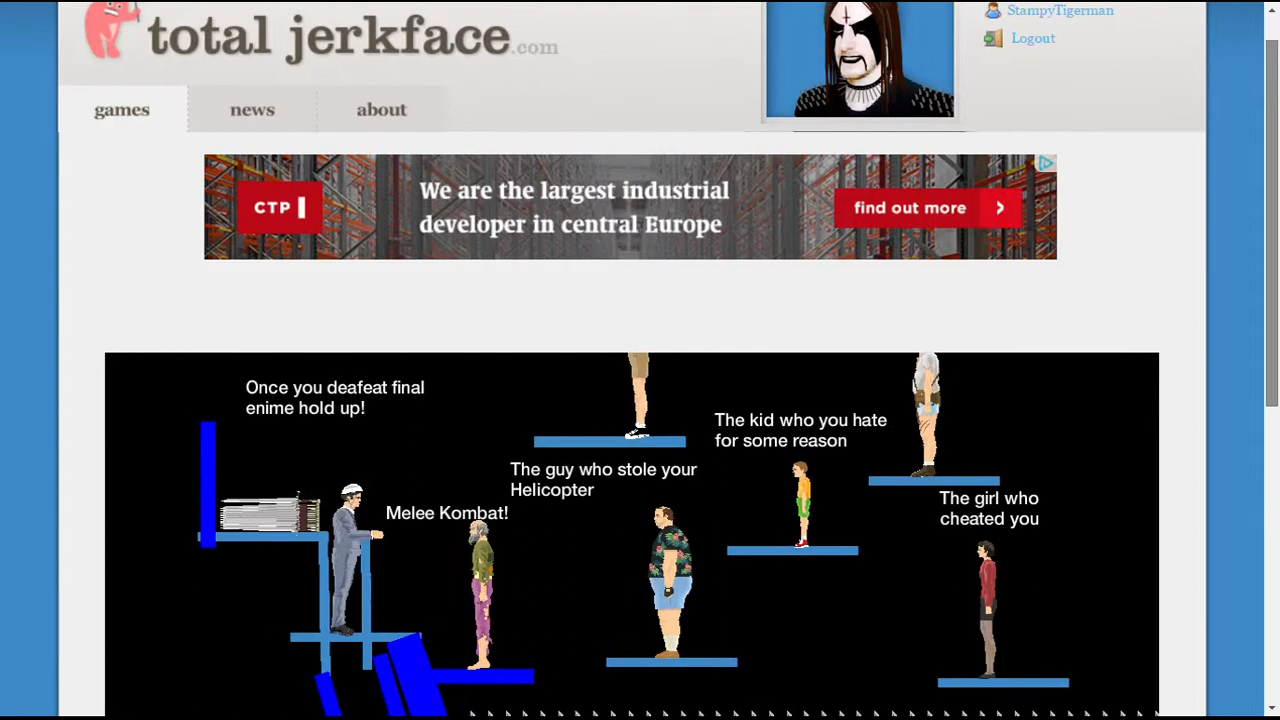 total jerkface.com
StampyTigerman
Logout
games
news
about
CTP
We are the largest industrial
developer in central Europe
find out more
Once you deafeat final
enime hold up!
Melee Kombat!
The guy who stole your
Helicopter
The kid who you hate
for some reason
The girl who
cheated you